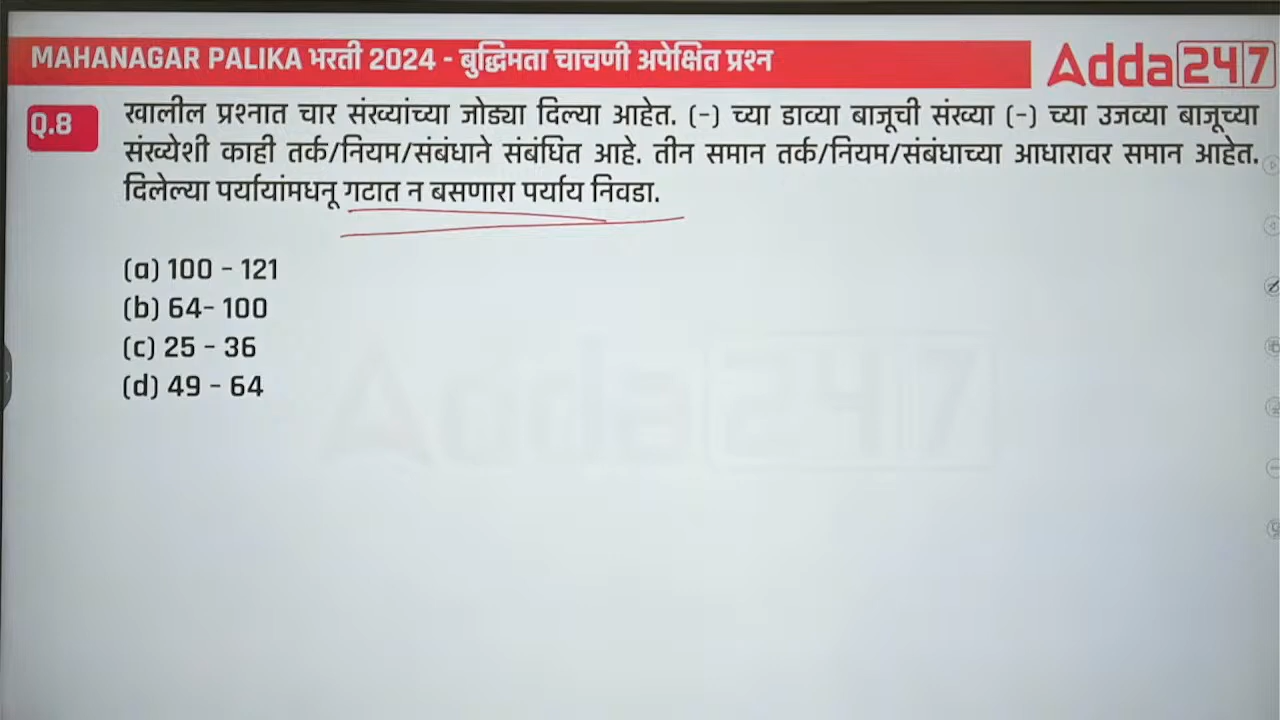 MAHANAGAR PALIKA भरती 2024 - बुद्धिमता चाचणी अपेक्षित प्रश्न
Adda247
Q.8
खालील प्रश्नात चार संख्यांच्या जोड्या दिल्या आहेत. (-) च्या डाव्या बाजूची संख्या (-) च्या उजव्या बाजूच्या
संख्येशी काही तर्क/नियम/संबंधाने संबंधित आहे. तीन समान तर्क/नियम/संबंधाच्या आधारावर समान आहेत.
दिलेल्या पर्यायांमधनू गटात न बसणारा पर्याय निवडा.
(a) 100 - 121
(b) 64- 100
(c) 25 - 36
(d) 49 - 64
Adda247